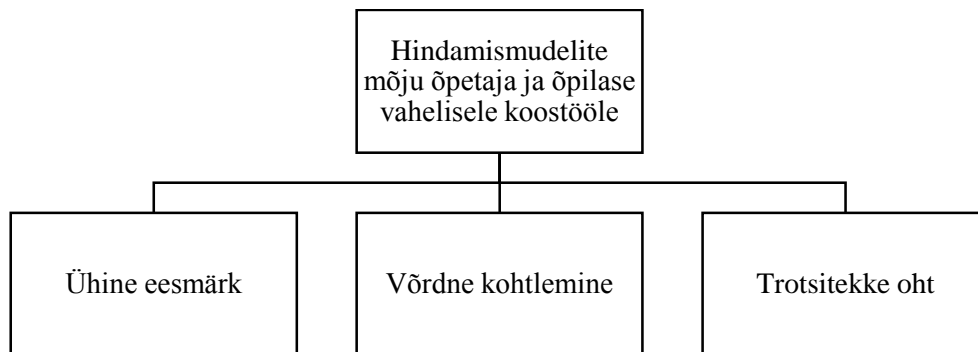 Hindamismudelite
mõju õpetaja ja õpilase
vahelisele koostööle
Ühine eesmärk
Võrdne kohtlemine
Trotsitekke oht